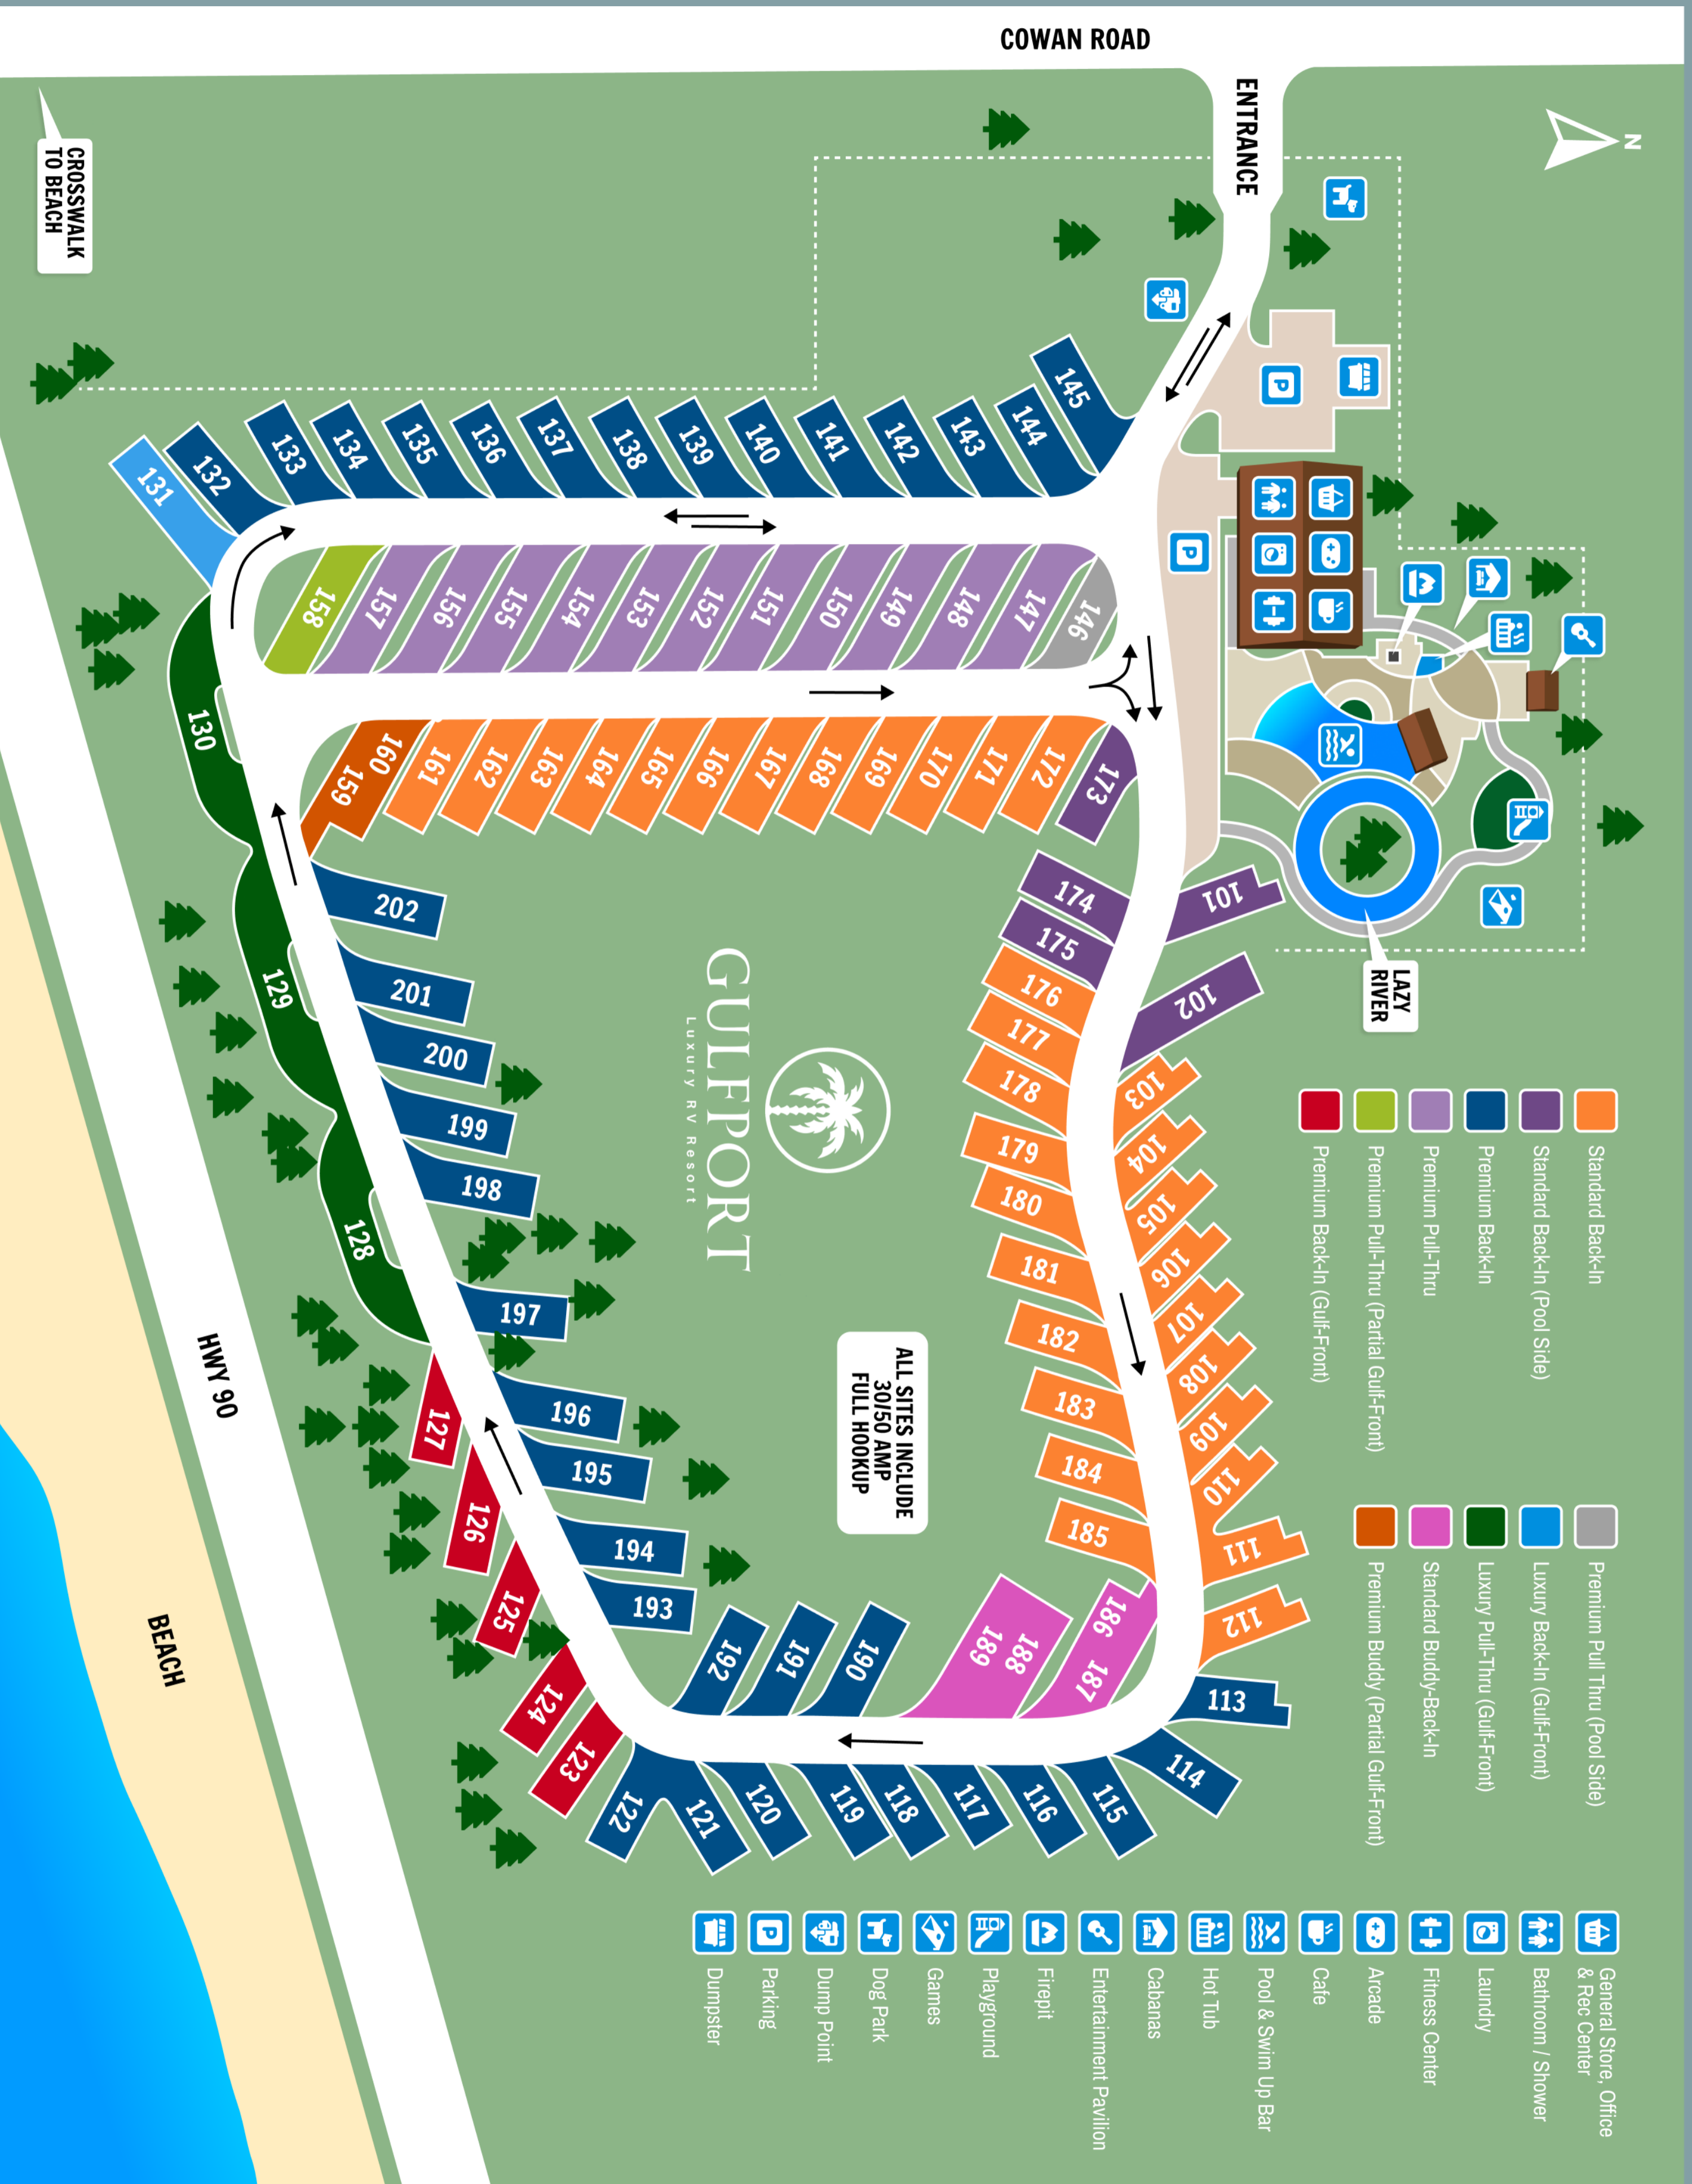 COWAN ROAD
ENTRANCE
N
CROSSWALK
TO BEACH
P
P
LAZY
RIVER
145
144
143
142
141
140
139
138
137
136
135
134
133
132
131
146
147
148
149
150
151
152
153
154
155
156
157
158
130
129
128
160
159
161
162
163
164
165
166
167
168
169
170
171
172
173
174
175
176
177
178
179
180
181
182
183
184
185
186
187
188
189
190
191
192
193
194
195
196
197
198
199
200
201
202
101
102
103
104
105
106
107
108
109
110
111
112
113
114
115
116
117
118
119
120
121
122
123
124
125
126
127
GULFPORT
Luxury RV Resort
ALL SITES INCLUDE
30/50 AMP
FULL HOOKUP
HWY 90
BEACH
Standard Back-In
Standard Back-In (Pool Side)
Premium Back-In
Premium Pull-Thru
Premium Pull-Thru (Partial Gulf-Front)
Premium Back-In (Gulf-Front)
Premium Pull Thru (Pool Side)
Luxury Back-In (Gulf-Front)
Luxury Pull-Thru (Gulf-Front)
Standard Buddy-Back-In
Premium Buddy (Partial Gulf-Front)
General Store, Office
& Rec Center
Bathroom / Shower
Laundry
Fitness Center
Arcade
Cafe
Pool & Swim Up Bar
Hot Tub
Cabanas
Entertainment Pavilion
Firepit
Playground
Games
Dog Park
Dump Point
P
Parking
Dumpster